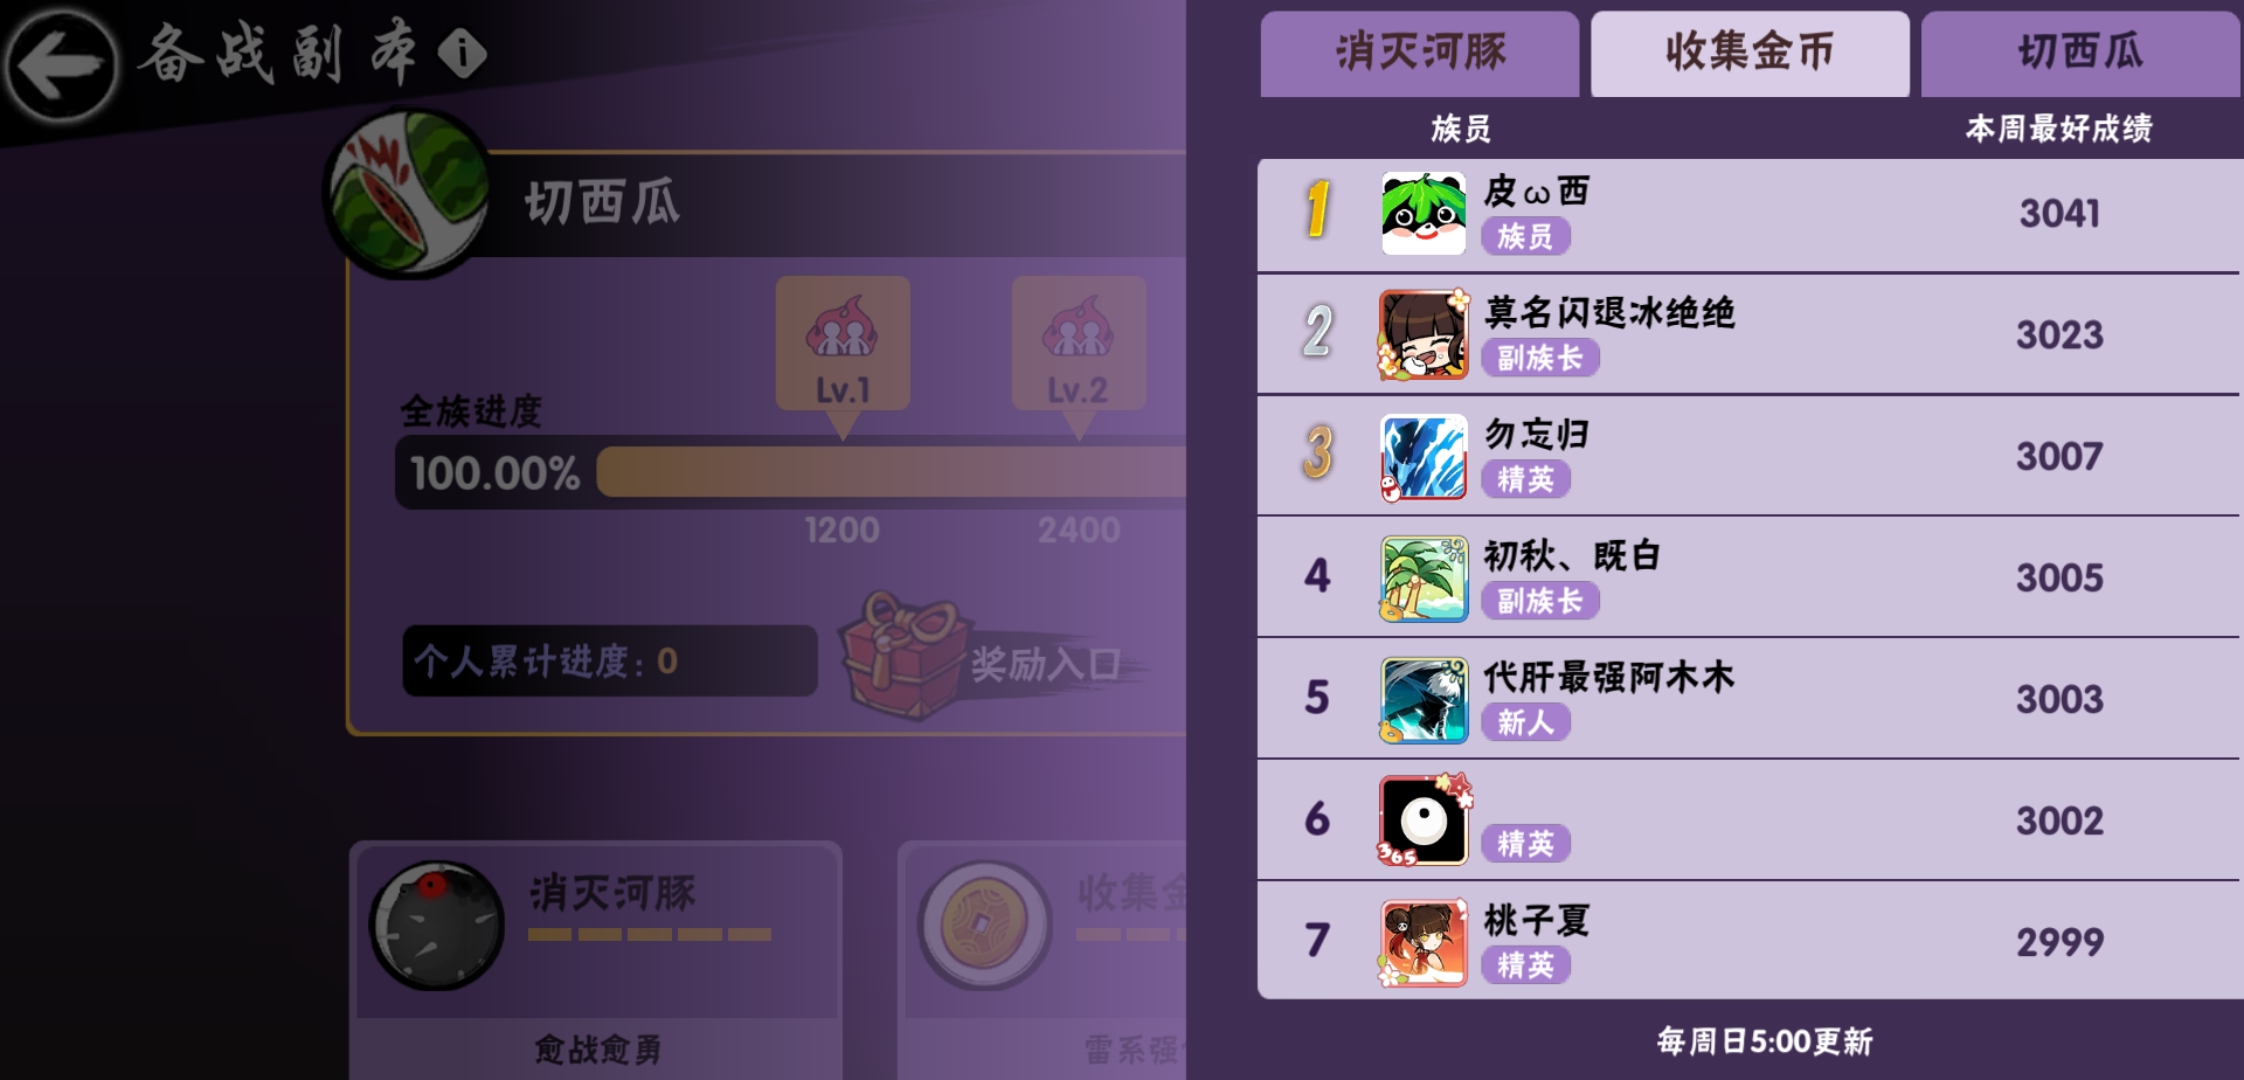 备战副本
切西瓜
Lv.1
Lv.2
全族进度
100.00%
1200
2400
个人累计进度:0
奖励入口
消灭河豚
愈战愈勇
收集金
雷系强
消灭河豚
收集金币
切西瓜
族员
本周最好成绩
1
皮ω西
族员
3041
2
莫名闪退冰绝绝
副族长
3023
3
勿忘归
精英
3007
4
初秋、既白
副族长
3005
5
代肝最强阿木木
新人
3003
6
365
精英
3002
7
桃子夏
精英
2999
每周日5:00更新